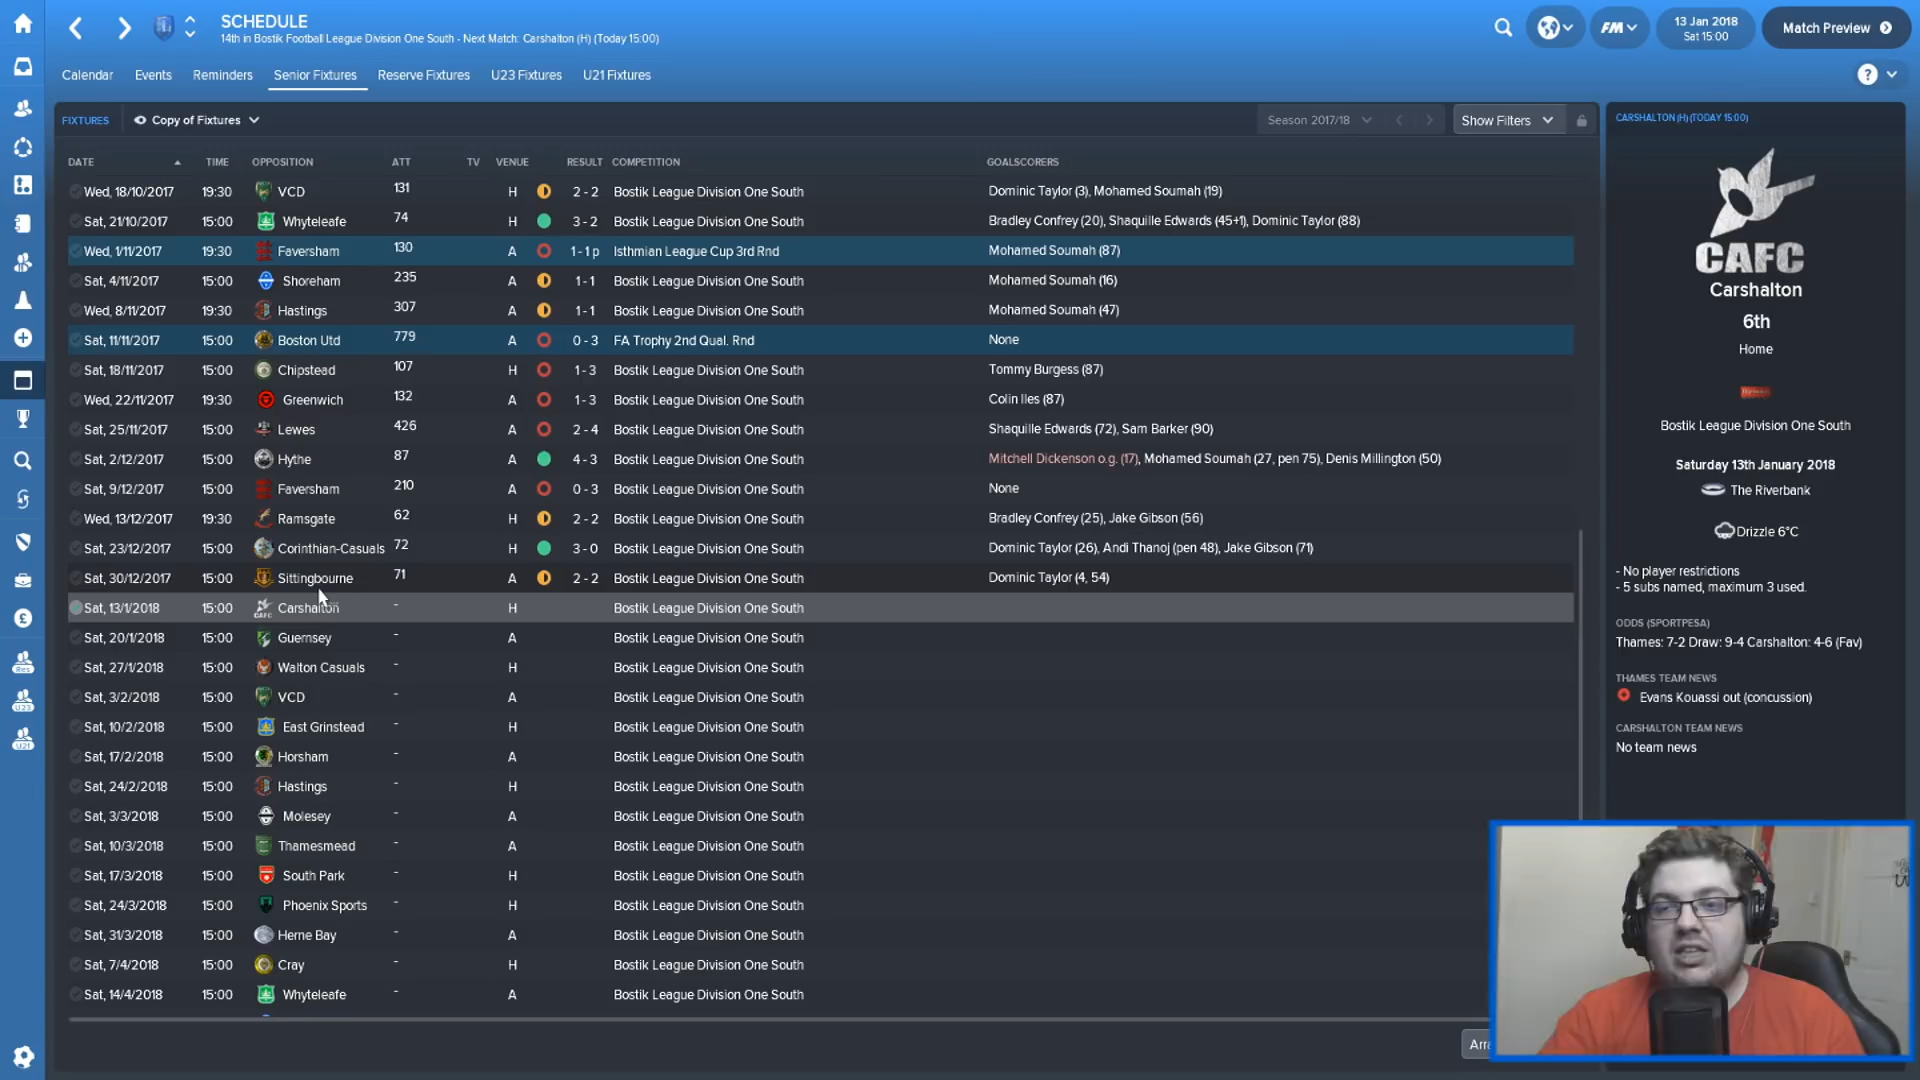 SCHEDULE
14th in Bostik Football League Division One South - Next Match: Carshalton (H) (Today 15:00)
FM
13 Jan 2018
Sat 15:00
Match Preview
Calendar Events Reminders Senior Fixtures Reserve Fixtures U23 Fixtures U21 Fixtures
?
FIXTURES Copy of Fixtures Season 2017/18 Show Filters
DATE TIME OPPOSITION ATT TV VENUE RESULT COMPETITION GOALSCORERS
Wed, 18/10/2017 19:30 VCD 131 H 2 - 2 Bostik League Division One South Dominic Taylor (3), Mohamed Soumah (19)
Sat, 21/10/2017 15:00 Whyteleafe 74 H 3 - 2 Bostik League Division One South Bradley Confrey (20), Shaquille Edwards (45+1), Dominic Taylor (88)
Wed, 1/11/2017 19:30 Faversham 130 A 1 - 1 p Isthmian League Cup 3rd Rnd Mohamed Soumah (87)
Sat, 4/11/2017 15:00 Shoreham 235 A 1 - 1 Bostik League Division One South Mohamed Soumah (16)
Wed, 8/11/2017 19:30 Hastings 307 A 1 - 1 Bostik League Division One South Mohamed Soumah (47)
Sat, 11/11/2017 15:00 Boston Utd 779 A 0 - 3 FA Trophy 2nd Qual. Rnd None
Sat, 18/11/2017 15:00 Chipstead 107 H 1 - 3 Bostik League Division One South Tommy Burgess (87)
Wed, 22/11/2017 19:30 Greenwich 132 A 1 - 3 Bostik League Division One South Colin Iles (87)
Sat, 25/11/2017 15:00 Lewes 426 A 2 - 4 Bostik League Division One South Shaquille Edwards (72), Sam Barker (90)
Sat, 2/12/2017 15:00 Hythe 87 A 4 - 3 Bostik League Division One South Mitchell Dickenson o.g. (17), Mohamed Soumah (27, pen 75), Denis Millington (50)
Sat, 9/12/2017 15:00 Faversham 210 A 0 - 3 Bostik League Division One South None
Wed, 13/12/2017 19:30 Ramsgate 62 H 2 - 2 Bostik League Division One South Bradley Confrey (25), Jake Gibson (56)
Sat, 23/12/2017 15:00 Corinthian-Casuals 72 H 3 - 0 Bostik League Division One South Dominic Taylor (26), Andi Thanoj (pen 48), Jake Gibson (71)
Sat, 30/12/2017 15:00 Sittingbourne 71 A 2 - 2 Bostik League Division One South Dominic Taylor (4, 54)
Sat, 13/1/2018 15:00 Carshalton - H Bostik League Division One South
Sat, 20/1/2018 15:00 Guernsey - A Bostik League Division One South
Sat, 27/1/2018 15:00 Walton Casuals - H Bostik League Division One South
Sat, 3/2/2018 15:00 VCD - A Bostik League Division One South
Sat, 10/2/2018 15:00 East Grinstead - H Bostik League Division One South
Sat, 17/2/2018 15:00 Horsham - A Bostik League Division One South
Sat, 24/2/2018 15:00 Hastings - H Bostik League Division One South
Sat, 3/3/2018 15:00 Molesey - A Bostik League Division One South
Sat, 10/3/2018 15:00 Thamesmead - A Bostik League Division One South
Sat, 17/3/2018 15:00 South Park - H Bostik League Division One South
Sat, 24/3/2018 15:00 Phoenix Sports - H Bostik League Division One South
Sat, 31/3/2018 15:00 Herne Bay - A Bostik League Division One South
Sat, 7/4/2018 15:00 Cray - H Bostik League Division One South
Sat, 14/4/2018 15:00 Whyteleafe - A Bostik League Division One South
Arra
CARSHALTON (H) (TODAY 15:00)
CAFC
Carshalton
6th
Home
Bostik League Division One South
Saturday 13th January 2018
The Riverbank
Drizzle 6°C
- No player restrictions
- 5 subs named, maximum 3 used.
ODDS (SPORTPESA)
Thames: 7-2 Draw: 9-4 Carshalton: 4-6 (Fav)
THAMES TEAM NEWS
Evans Kouassi out (concussion)
CARSHALTON TEAM NEWS
No team news
Res
U23
U21